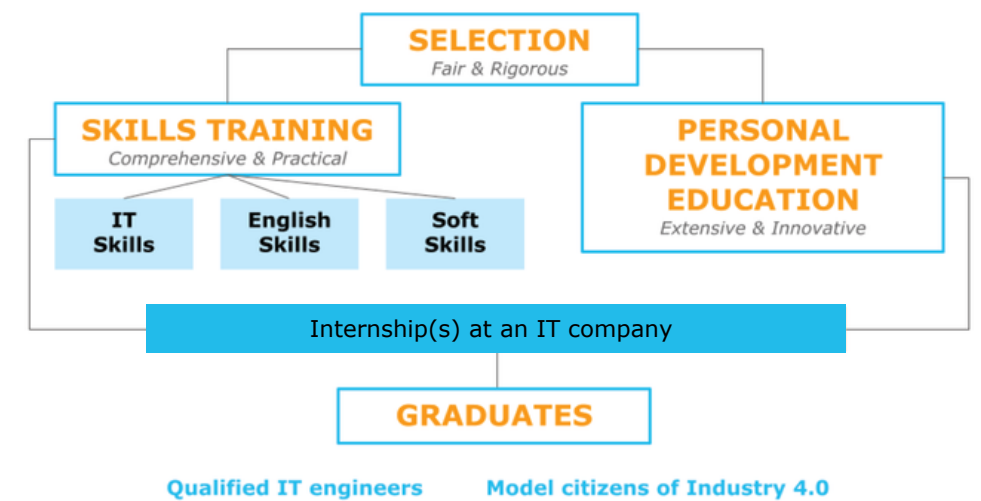 SELECTION
Fair & Rigorous
SKILLS TRAINING
Comprehensive & Practical
IT
Skills
English
Skills
Soft
Skills
PERSONAL
DEVELOPMENT
EDUCATION
Extensive & Innovative
Internship(s) at an IT company
GRADUATES
Qualified IT engineers
Model citizens of Industry 4.0